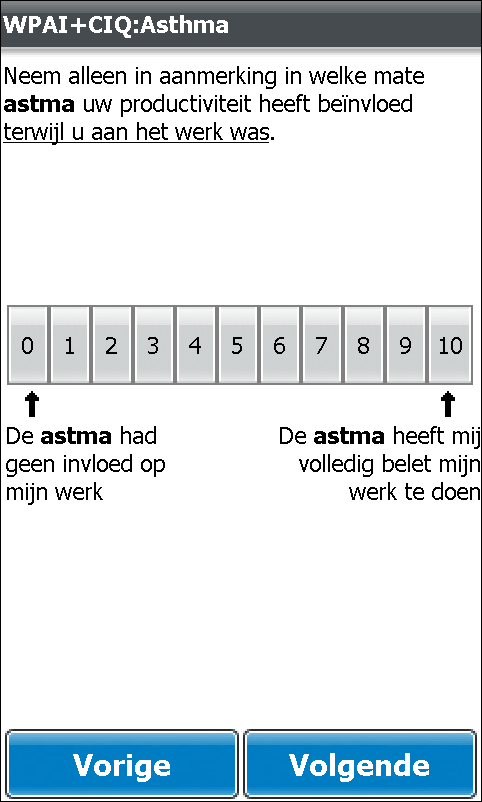 WPAI+CIQ:Asthma
Neem alleen in aanmerking in welke mate
astma uw productiviteit heeft beïnvloed
terwijl u aan het werk was.
0 1 2 3 4 5 6 7 8 9 10
De astma had
geen invloed op
mijn werk
De astma heeft mij
volledig belet mijn
werk te doen
Vorige
Volgende